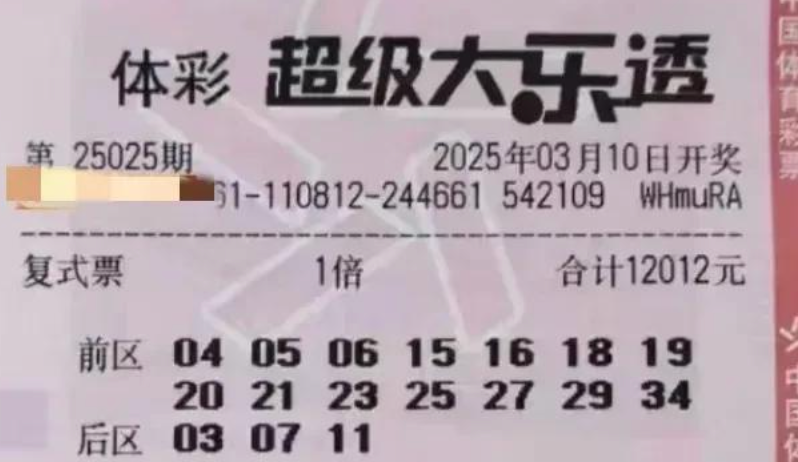 体彩 超级大乐透
第 25025期 2025年03月10日开奖
61-110812-244661 542109 WHmuRA
复式票 1倍 合计12012元
前区 04 05 06 15 16 18 19
20 21 23 25 27 29 34
后区 03 07 11
中国体育彩票
中国体